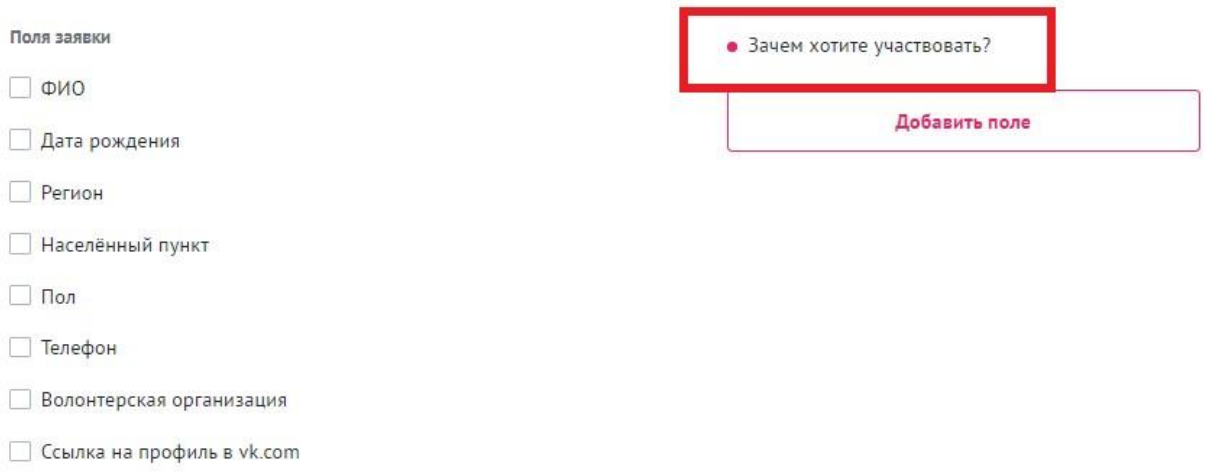 Поля заявки
ФИО
Дата рождения
Регион
Населённый пункт
Пол
Телефон
Волонтерская организация
Ссылка на профиль в vk.com
Зачем хотите участвовать?
Добавить поле